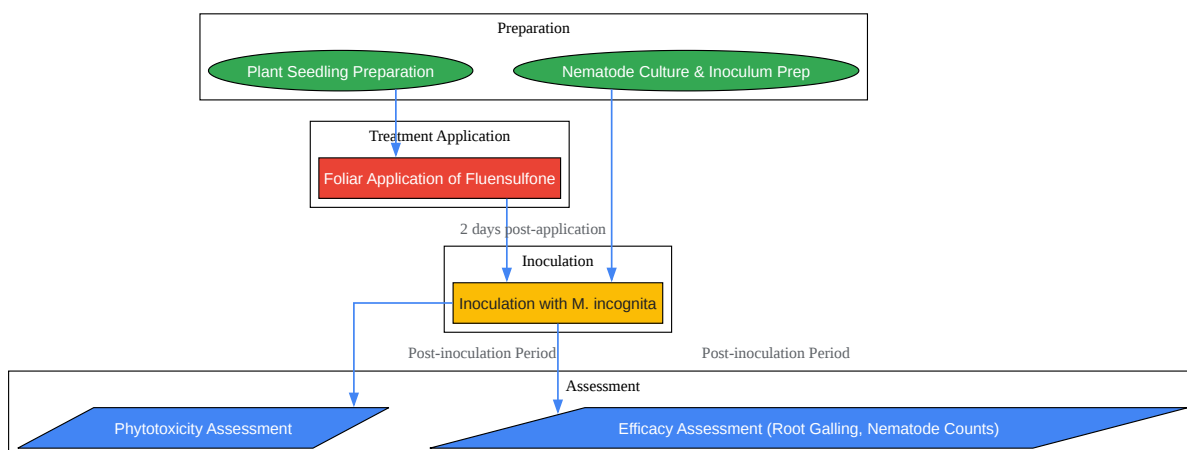 Preparation
Plant Seedling Preparation
Nematode Culture & Inoculum Prep
Treatment Application
Foliar Application of Fluensulfone
2 days post-application
Inoculation
Inoculation with M. incognita
Post-inoculation Period
Post-inoculation Period
Assessment
Phytotoxicity Assessment
Efficacy Assessment (Root Galling, Nematode Counts)